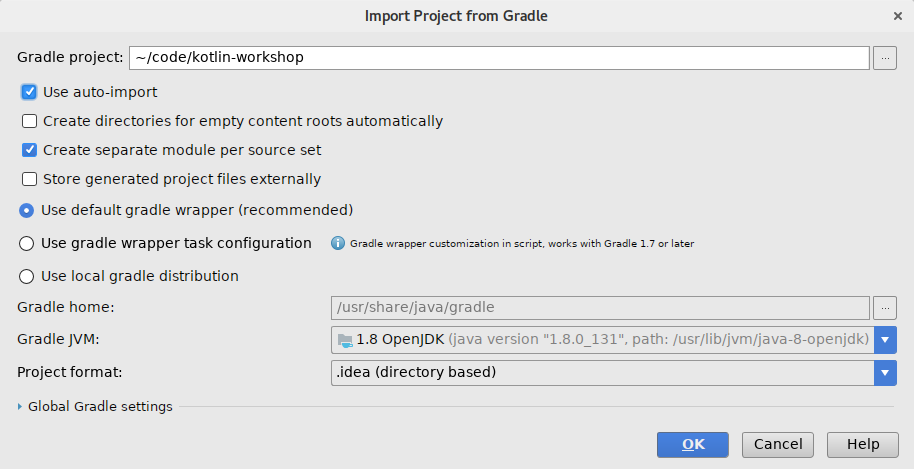 Import Project from Gradle
Gradle project: ~/code/kotlin-workshop ...
Use auto-import
Create directories for empty content roots automatically
Create separate module per source set
Store generated project files externally
Use default gradle wrapper (recommended)
Use gradle wrapper task configuration Gradle wrapper customization in script, works with Gradle 1.7 or later
Use local gradle distribution
Gradle home: /usr/share/java/gradle ...
Gradle JVM: 1.8 OpenJDK (java version "1.8.0_131", path: /usr/lib/jvm/java-8-openjdk)
Project format: .idea (directory based)
Global Gradle settings
OK Cancel Help